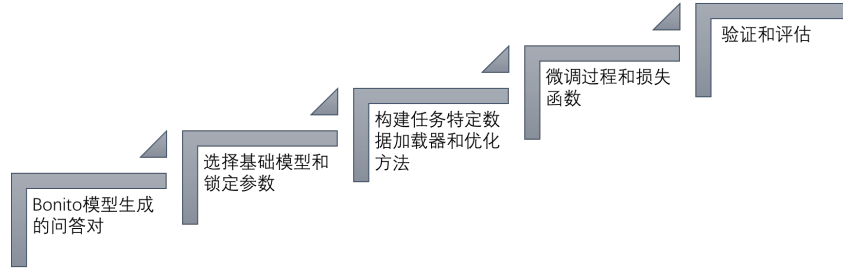 Bonito模型生成
的问答对
选择基础模型和
锁定参数
构建任务特定数
据加载器和优化
方法
微调过程和损失
函数
验证和评估